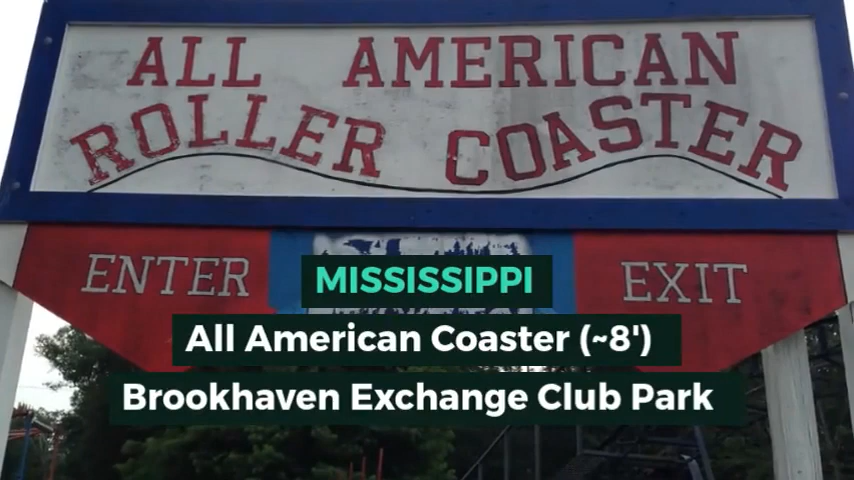 ALL AMERICAN
ROLLER COASTER
ENTER EXIT
MISSISSIPPI
All American Coaster (~8')
Brookhaven Exchange Club Park